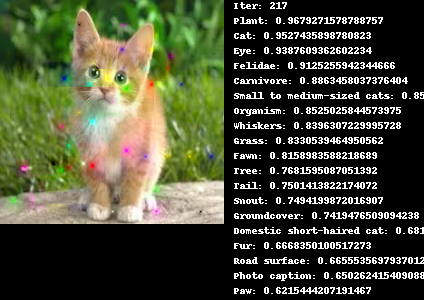 Iter: 217
Plant: 0.9679271578788757
Cat: 0.9527435898780823
Eye: 0.9387609362602234
Felidae: 0.9125255942344666
Carnivore: 0.8863458037376404
Small to medium-sized cats: 0.85
Organism: 0.8525025844573975
Whiskers: 0.8396307229995728
Grass: 0.8330539464950562
Fawn: 0.8158983588218689
Tree: 0.7681595087051392
Tail: 0.7501413822174072
Snout: 0.7494199872016907
Groundcover: 0.7419476509094238
Domestic short-haired cat: 0.681
Fur: 0.6668350100517273
Road surface: 0.6655535697937012
Photo caption: 0.650262415409088
Paw: 0.6215444207191467